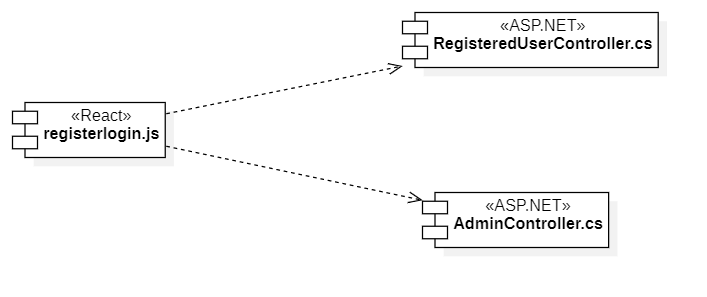 «ASP.NET»
RegisteredUserController.cs
«React»
registerlogin.js
«ASP.NET»
AdminController.cs